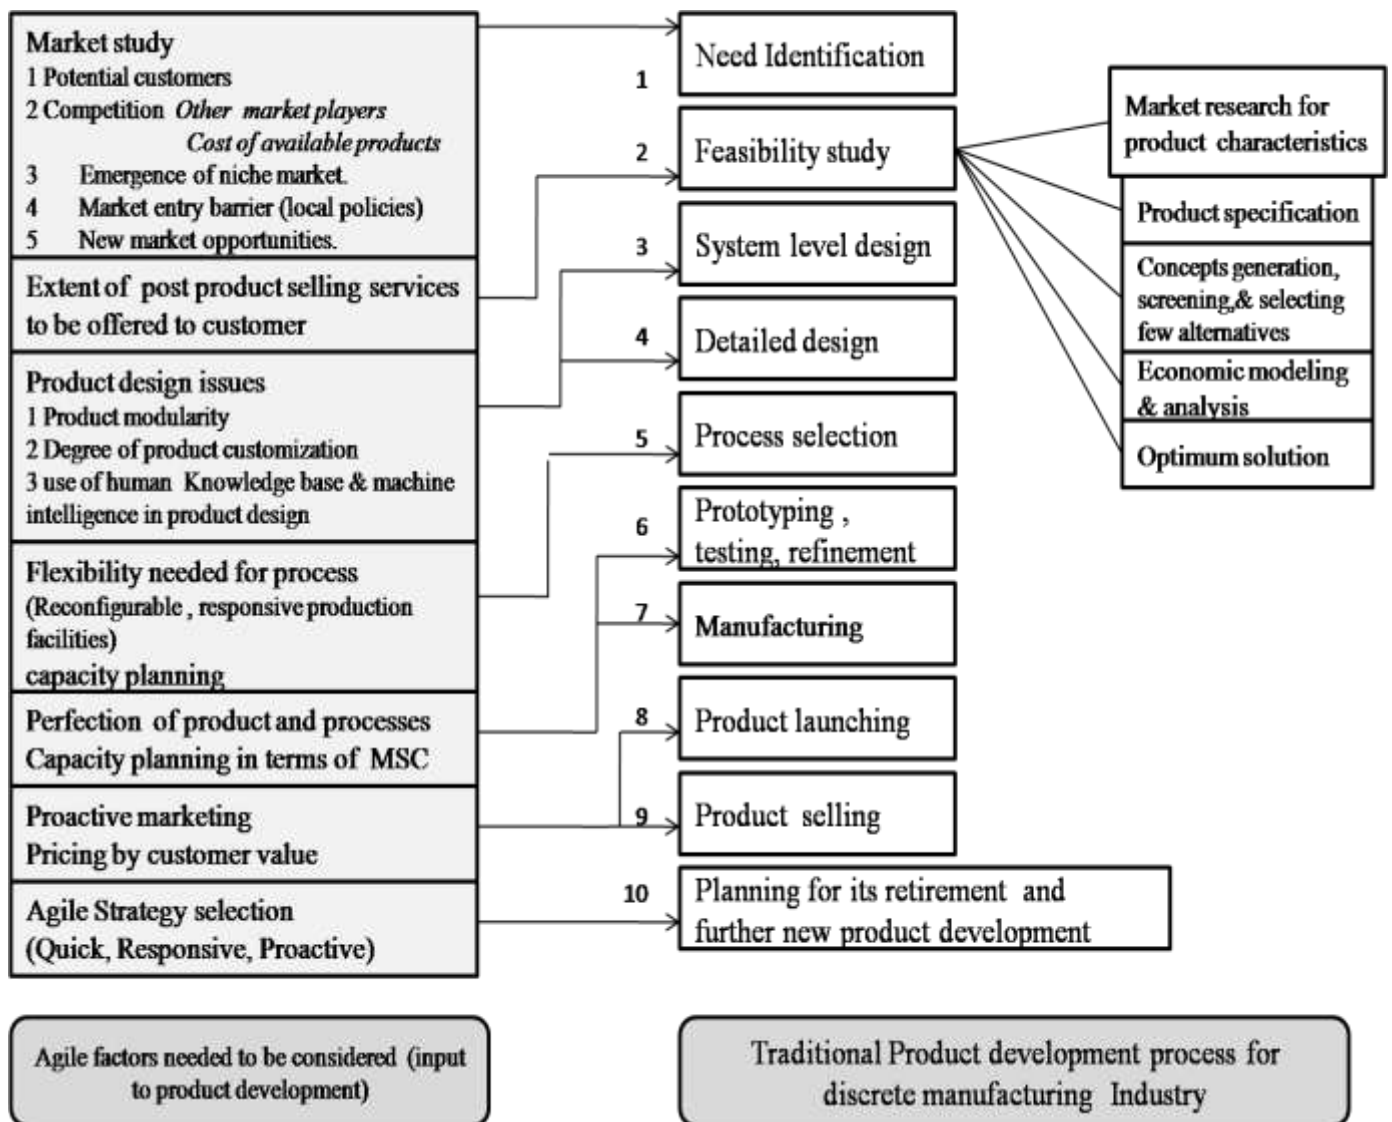 Market study
1 Potential customers
2 Competition Other market players
Cost of available products
3 Emergence of niche market.
4 Market entry barrier (local policies)
5 New market opportunities.
Extent of post product selling services
to be offered to customer
Product design issues
1 Product modularity
2 Degree of product customization
3 use of human Knowledge base & machine
intelligence in product design
Flexibility needed for process
(Reconfigurable , responsive production
facilities)
capacity planning
Perfection of product and processes
Capacity planning in terms of MSC
Proactive marketing
Pricing by customer value
Agile Strategy selection
(Quick, Responsive, Proactive)
Agile factors needed to be considered (input
to product development)
1
Need Identification
2
Feasibility study
3
System level design
4
Detailed design
5
Process selection
6
Prototyping ,
testing, refinement
7
Manufacturing
8
Product launching
9
Product selling
10
Planning for its retirement and
further new product development
Traditional Product development process for
discrete manufacturing Industry
Market research for
product characteristics
Product specification
Concepts generation,
screening,& selecting
few alternatives
Economic modeling
& analysis
Optimum solution